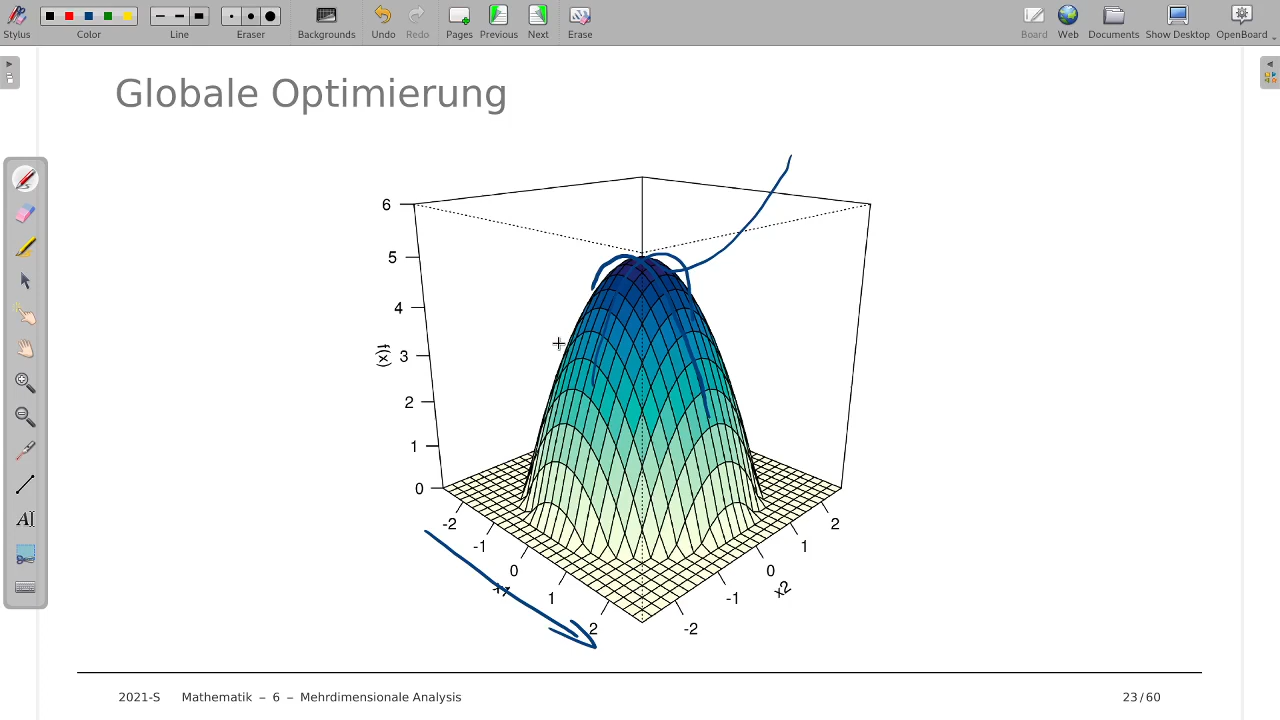 Stylus Color Line Eraser Backgrounds Undo Redo Pages Previous Next Erase Board Web Documents Show Desktop OpenBoard
Globale Optimierung
6
5
4
f(x)
3
2
1
0
-2 2
-1 1
0 0
x2
1 -1
2 -2
2021-S Mathematik – 6 – Mehrdimensionale Analysis 23/60